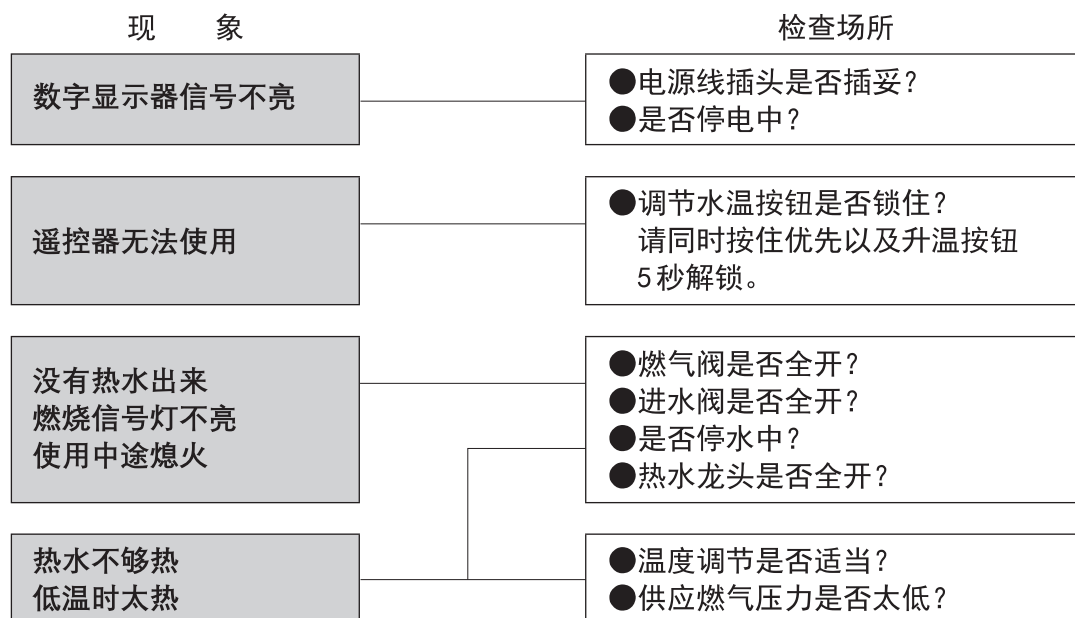 现　象
检查场所
数字显示器信号不亮
●电源线插头是否插妥？
●是否停电中？
遥控器无法使用
●调节水温按钮是否锁住？
请同时按住优先以及升温按钮
5秒解锁。
没有热水出来
燃烧信号灯不亮
使用中途熄火
●燃气阀是否全开？
●进水阀是否全开？
●是否停水中？
●热水龙头是否全开？
热水不够热
低温时太热
●温度调节是否适当？
●供应燃气压力是否太低？